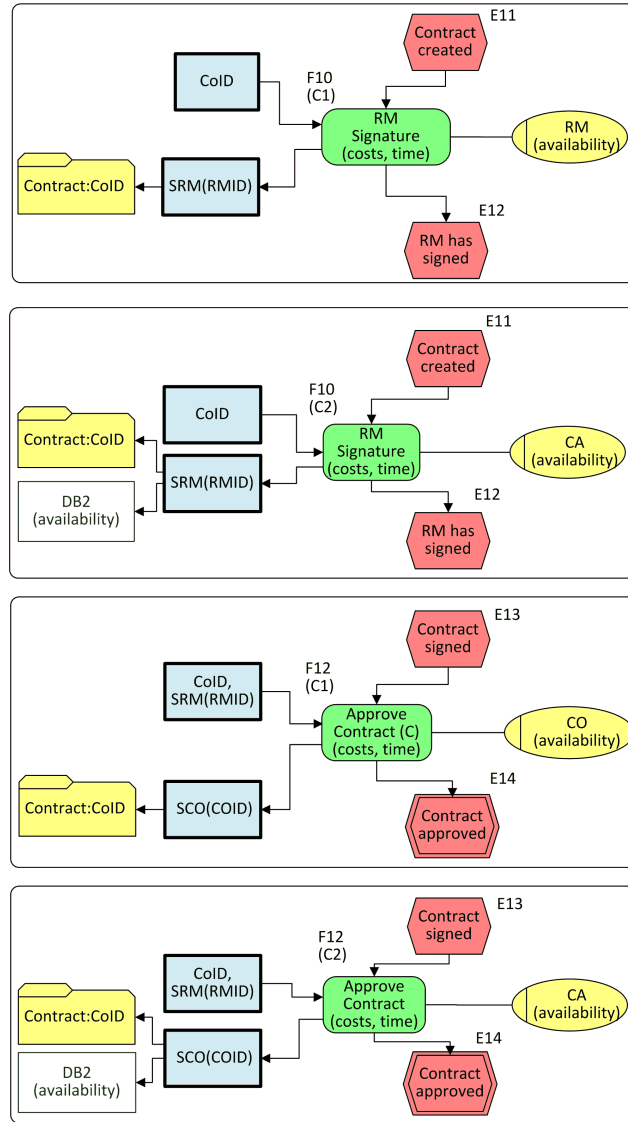 E11
Contract
created
CoID
F10
(C1)
RM
Signature
(costs, time)
RM
(availability)
Contract:CoID
SRM(RMID)
E12
RM has
signed
E11
Contract
created
CoID
F10
(C2)
RM
Signature
(costs, time)
CA
(availability)
Contract:CoID
SRM(RMID)
DB2
(availability)
E12
RM has
signed
E13
Contract
signed
CoID,
SRM(RMID)
F12
(C1)
Approve
Contract (C)
(costs, time)
CO
(availability)
Contract:CoID
SCO(COID)
E14
Contract
approved
E13
Contract
signed
F12
(C2)
CoID,
SRM(RMID)
Approve
Contract
(costs, time)
CA
(availability)
Contract:CoID
SCO(COID)
DB2
(availability)
E14
Contract
approved